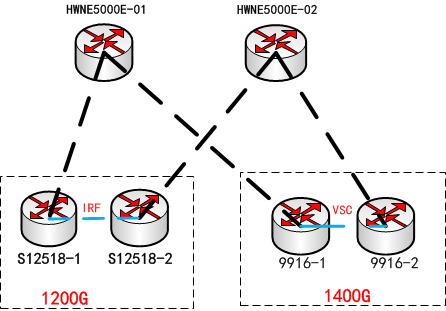 HWNE5000E-01
HWNE5000E-02
IRF
VSC
S12518-1
S12518-2
9916-1
9916-2
1200G
1400G